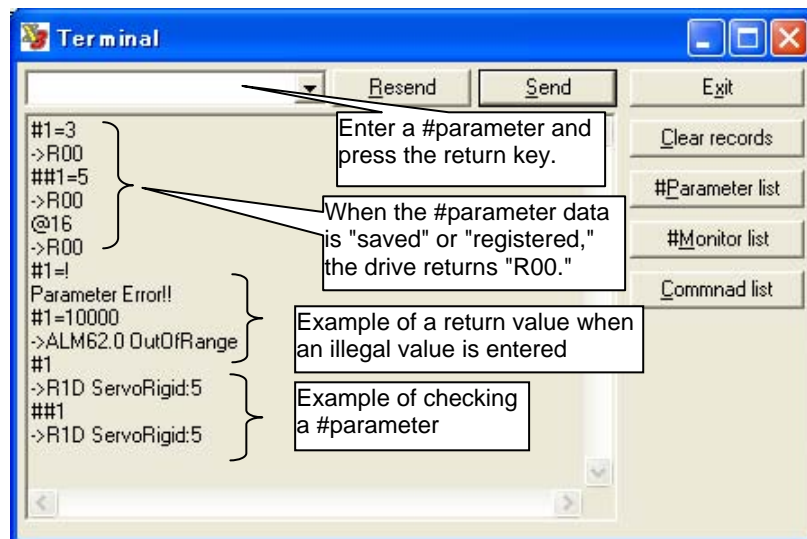 Terminal
Resend
Send
Exit
Enter a #parameter and
press the return key.
Clear records
#Parameter list
#Monitor list
Commnad list
#1=3
->R00
##1=5
->R00
@16
->R00
#1=!
Parameter Error!!
#1=10000
->ALM62.0 OutOfRange
#1
->R1D ServoRigid:5
##1
->R1D ServoRigid:5
When the #parameter data
is "saved" or "registered,"
the drive returns "R00."
Example of a return value when
an illegal value is entered
Example of checking
a #parameter